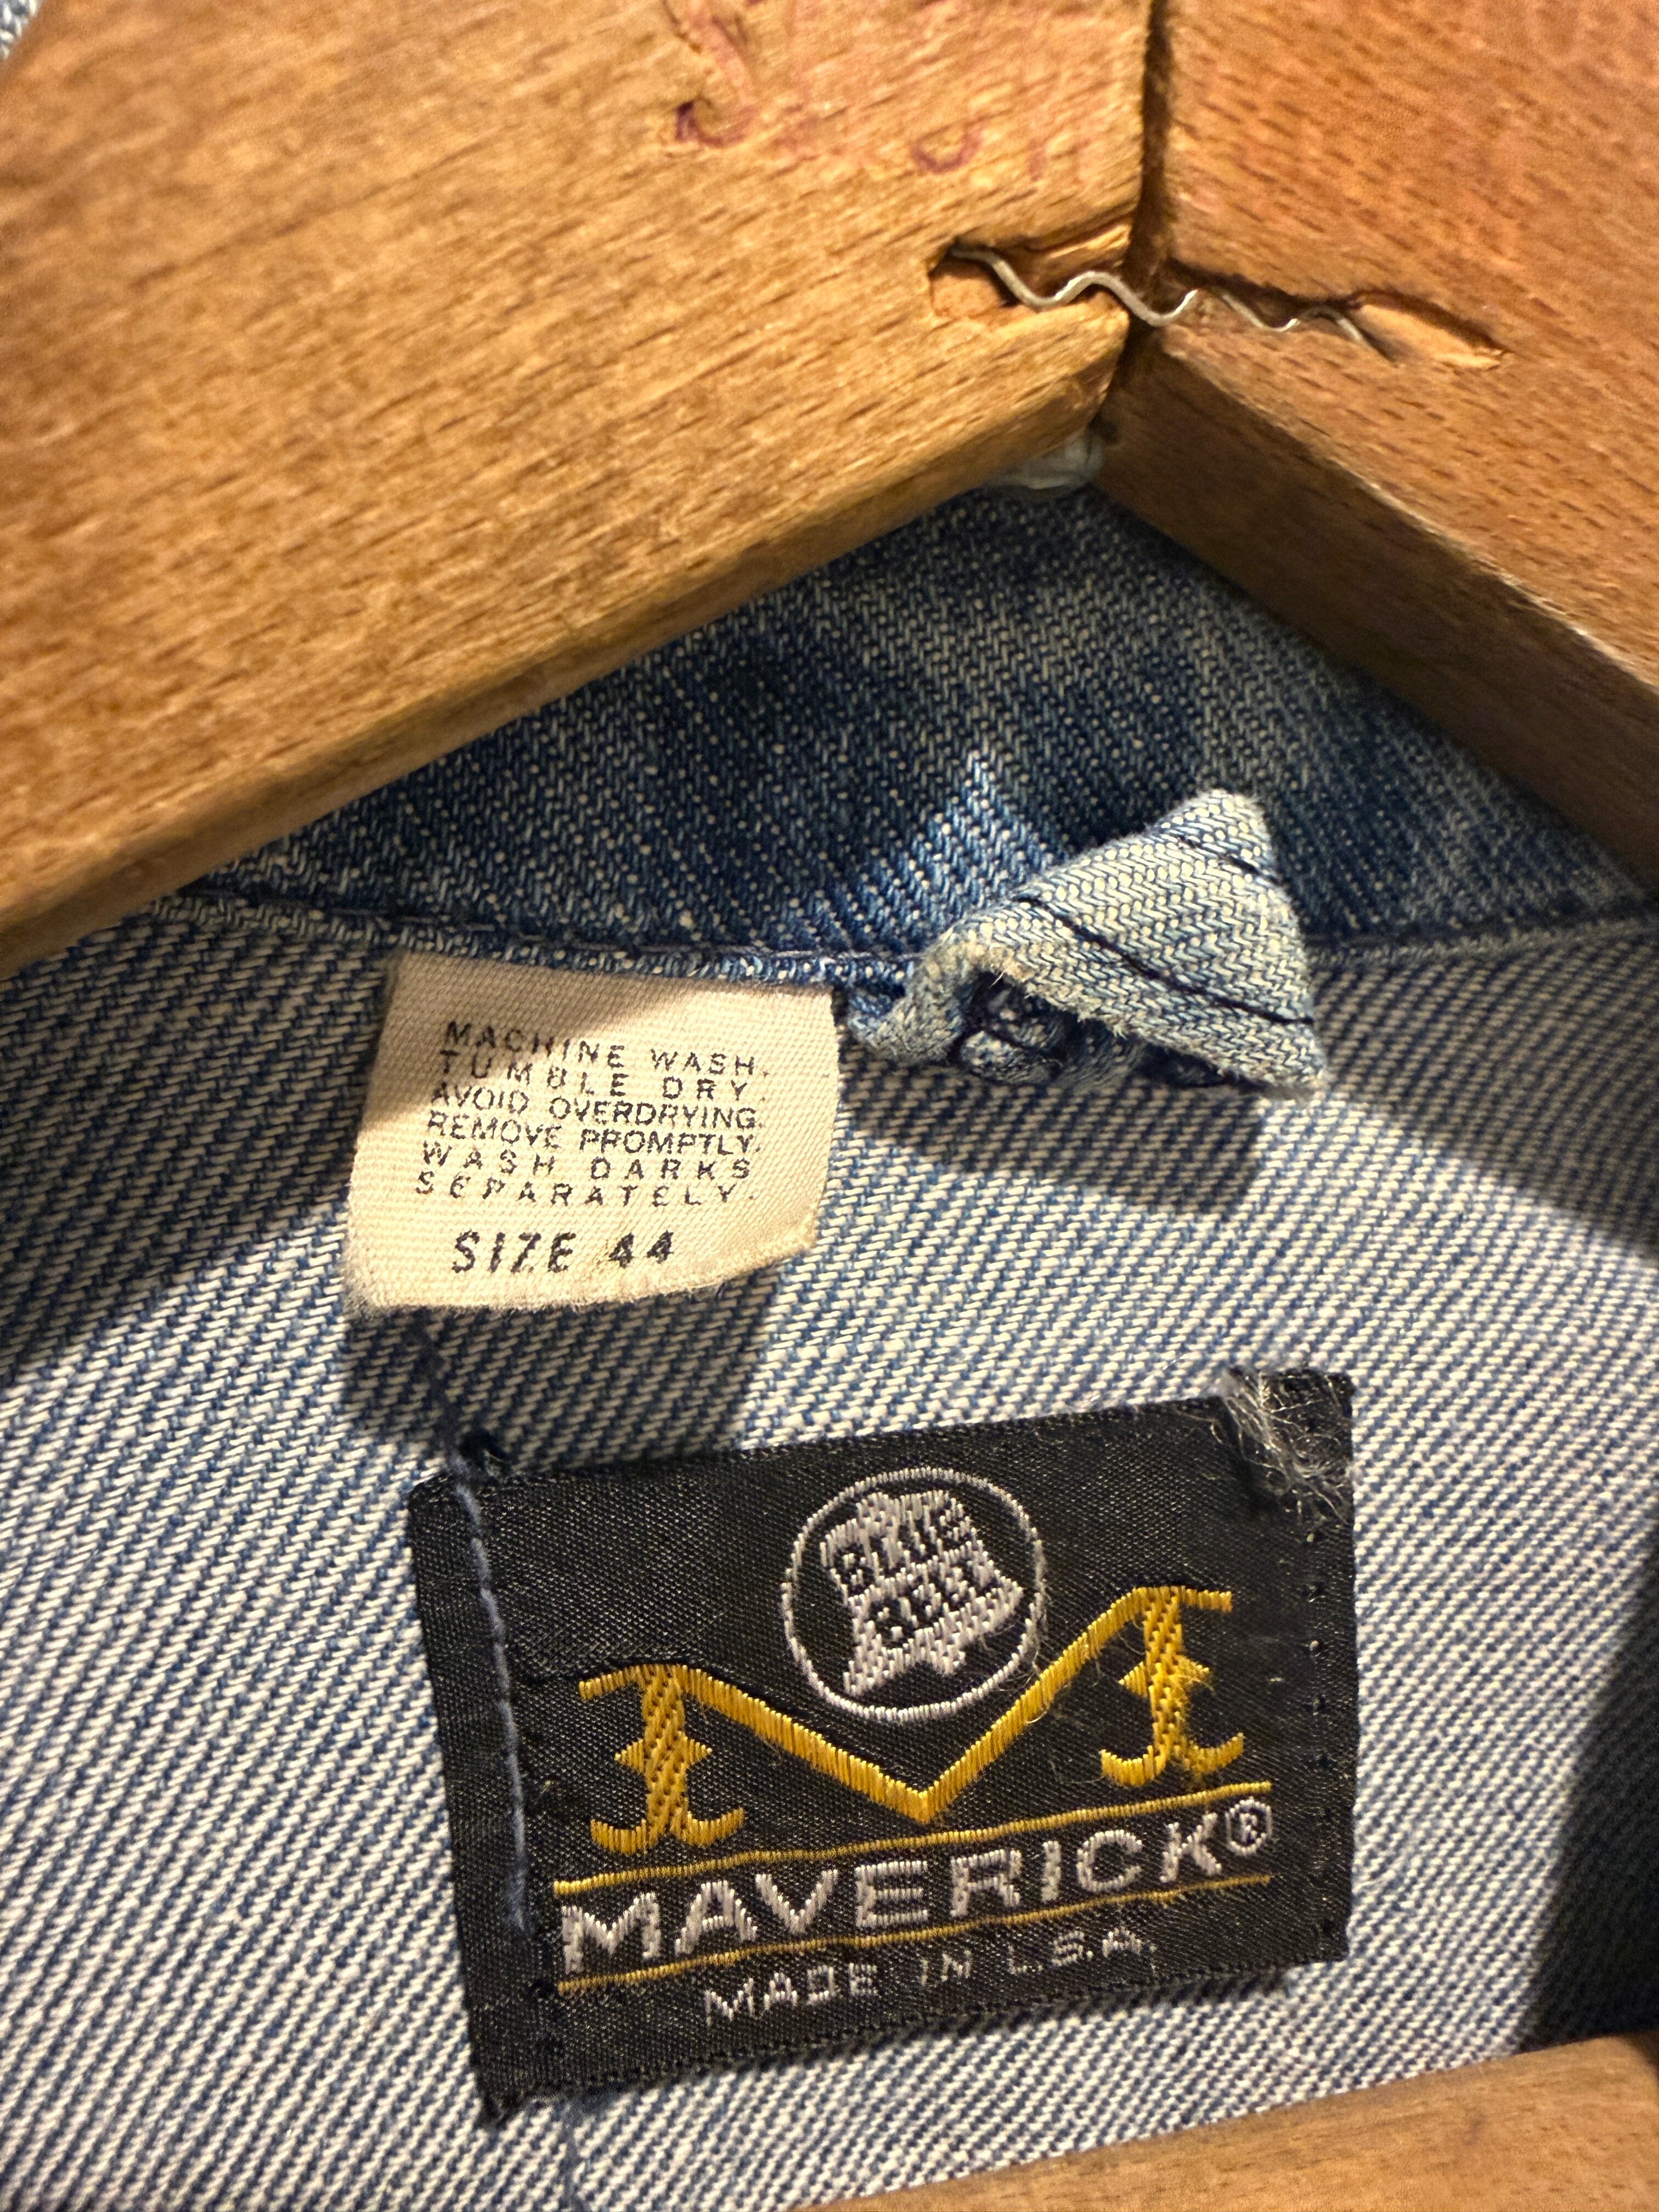 MACHINE WASH.
TUMBLE DRY.
AVOID OVERDRYING.
REMOVE PROMPTLY.
WASH DARKS
SEPARATELY.
SIZE 44
BLUE
BELL
MAVERICK®
MADE IN U.S.A.